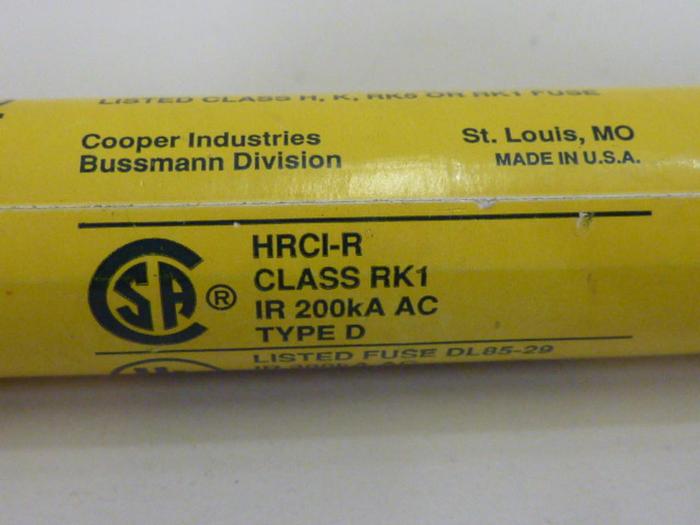 LISTED CLASS H, K, RK5 OR RK1 FUSE
Cooper Industries
Bussmann Division
St. Louis, MO
MADE IN U.S.A.
SA ®
HRCI-R
CLASS RK1
IR 200kA AC
TYPE D
LISTED FUSE DL85-29
IR